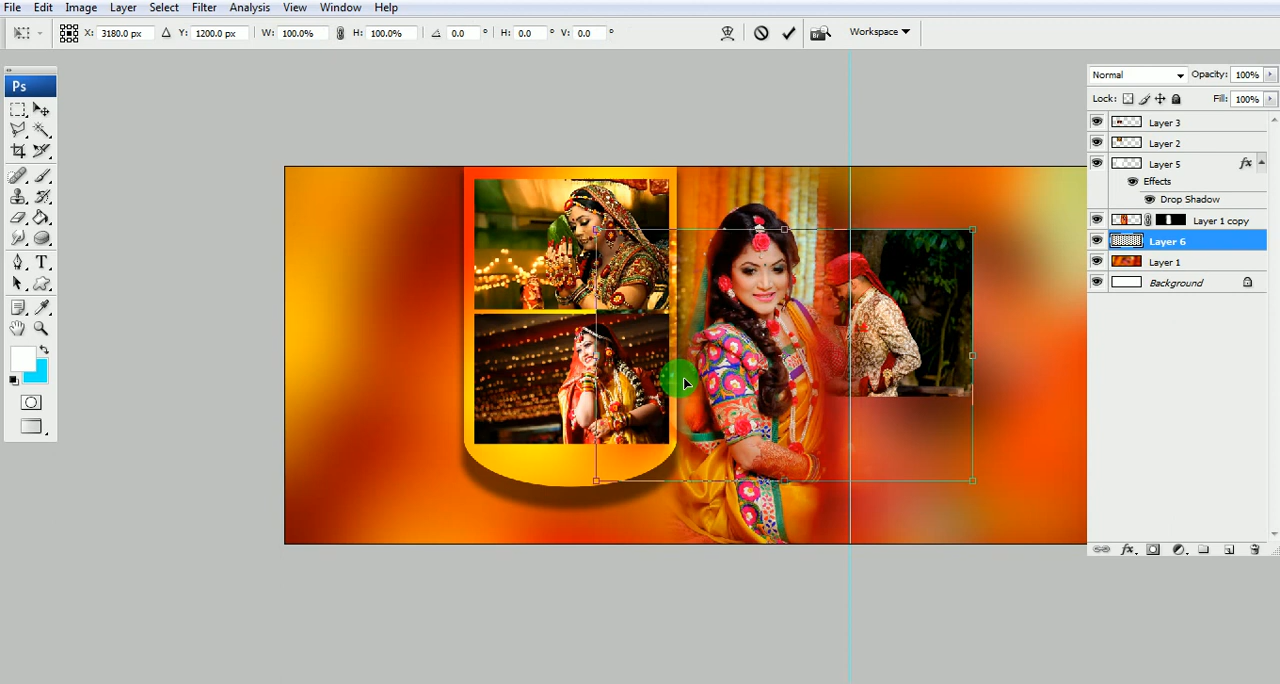 File Edit Image Layer Select Filter Analysis View Window Help
X: 3180.0 px Y: 1200.0 px W: 100.0% H: 100.0% 0.0 ° H: 0.0 ° V: 0.0 ° Br Workspace
Ps
Normal Opacity: 100%
Lock: Fill: 100%
Layer 3
Layer 2
Layer 5 fx
Effects
Drop Shadow
Layer 1 copy
Layer 6
Layer 1
Background
T
fx